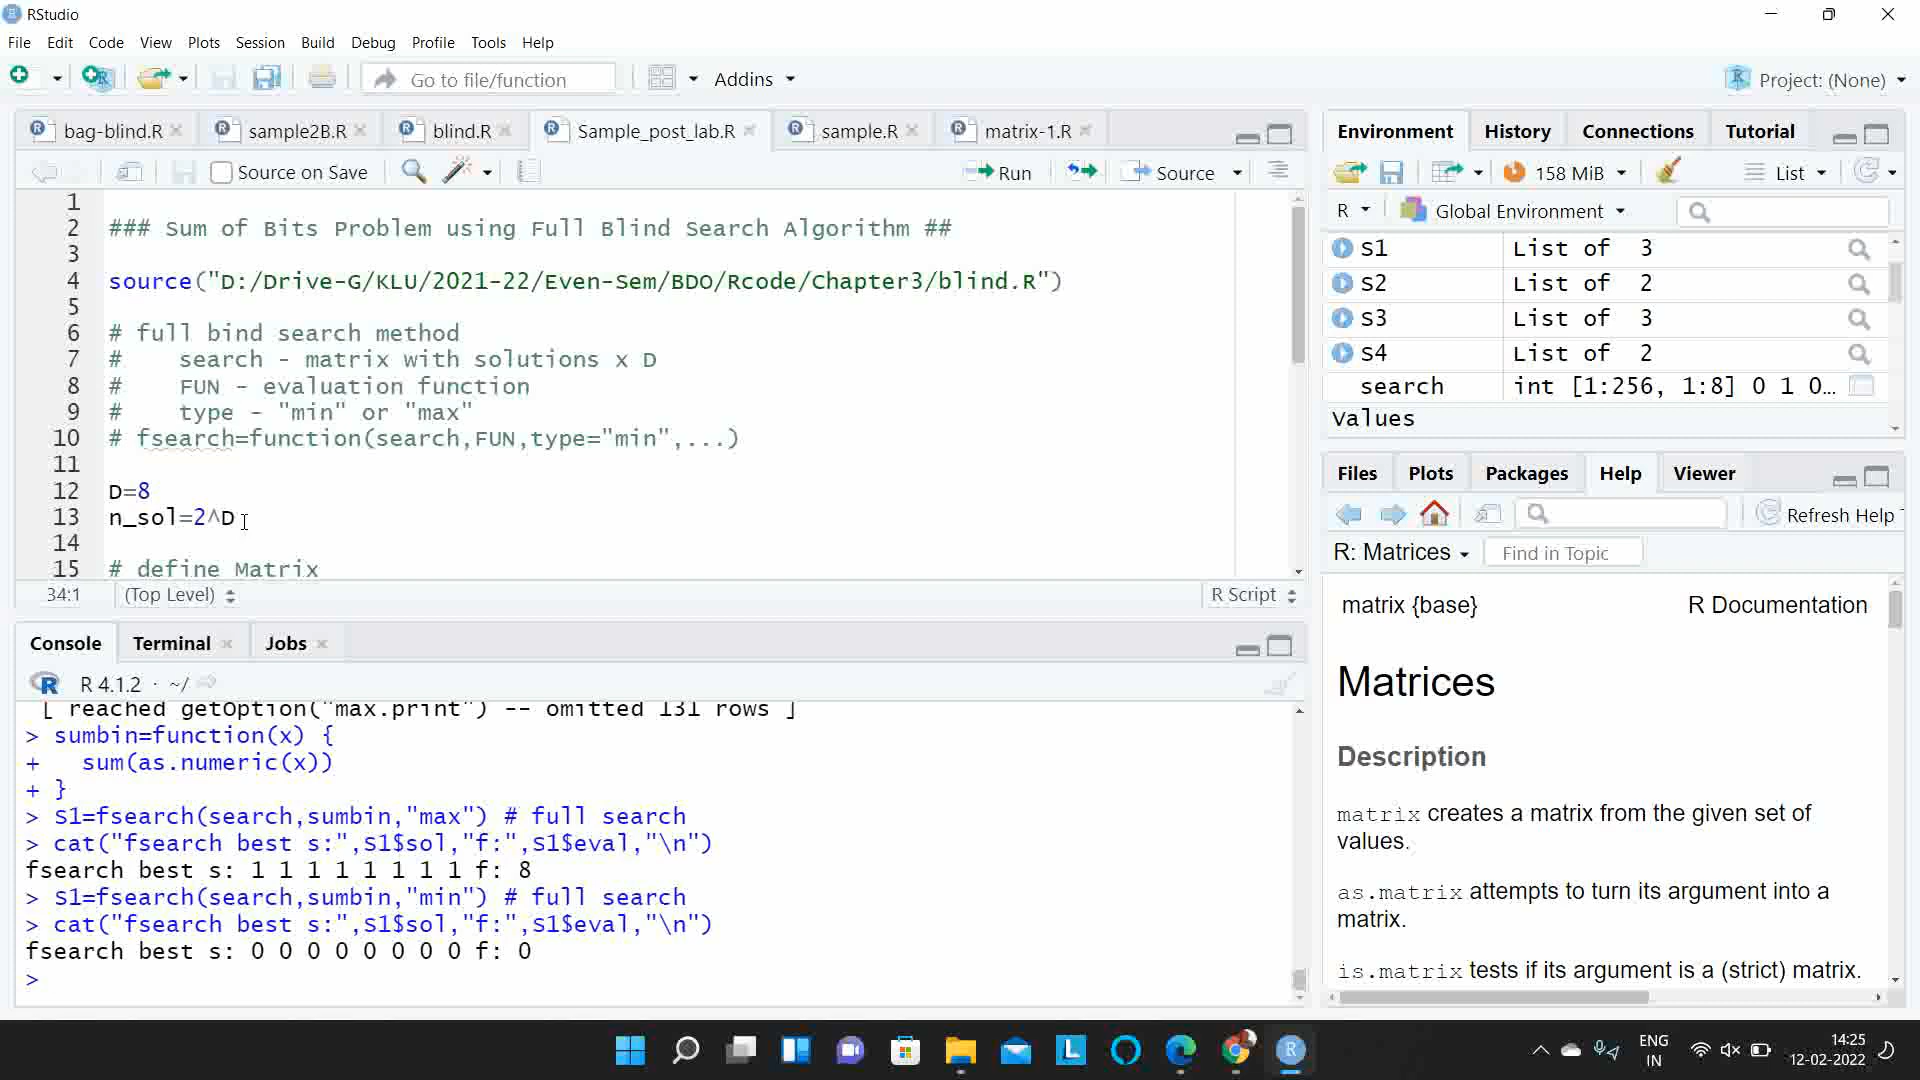 RStudio
File Edit Code View Plots Session Build Debug Profile Tools Help
Go to file/function Addins Project: (None)
bag-blind.R sample2B.R blind.R Sample_post_lab.R sample.R matrix-1.R
Source on Save Run Source
1
2 ### Sum of Bits Problem using Full Blind Search Algorithm ##
3
4 source("D:/Drive-G/KLU/2021-22/Even-Sem/BDO/Rcode/Chapter3/blind.R")
5
6 # full bind search method
7 #    search - matrix with solutions x D
8 #    FUN - evaluation function
9 #    type - "min" or "max"
10 # fsearch=function(search,FUN,type="min",...)
11
12 D=8
13 n_sol=2^D
14
15 # define Matrix
34:1 (Top Level) R Script
Console Terminal Jobs
R 4.1.2 · ~/
[ reached getOption("max.print") -- omitted 131 rows ]
> sumbin=function(x) {
+   sum(as.numeric(x))
+ }
> S1=fsearch(search,sumbin,"max") # full search
> cat("fsearch best s:",S1$sol,"f:",S1$eval,"\n")
fsearch best s: 1 1 1 1 1 1 1 1 f: 8
> S1=fsearch(search,sumbin,"min") # full search
> cat("fsearch best s:",S1$sol,"f:",S1$eval,"\n")
fsearch best s: 0 0 0 0 0 0 0 0 f: 0
>
Environment History Connections Tutorial
158 MiB List
R Global Environment
S1 List of 3
S2 List of 2
S3 List of 3
S4 List of 2
search int [1:256, 1:8] 0 1 0…
Values
Files Plots Packages Help Viewer
Refresh Help
R: Matrices Find in Topic
matrix {base} R Documentation
Matrices
Description
matrix creates a matrix from the given set of
values.
as.matrix attempts to turn its argument into a
matrix.
is.matrix tests if its argument is a (strict) matrix.
ENG
IN
14:25
12-02-2022